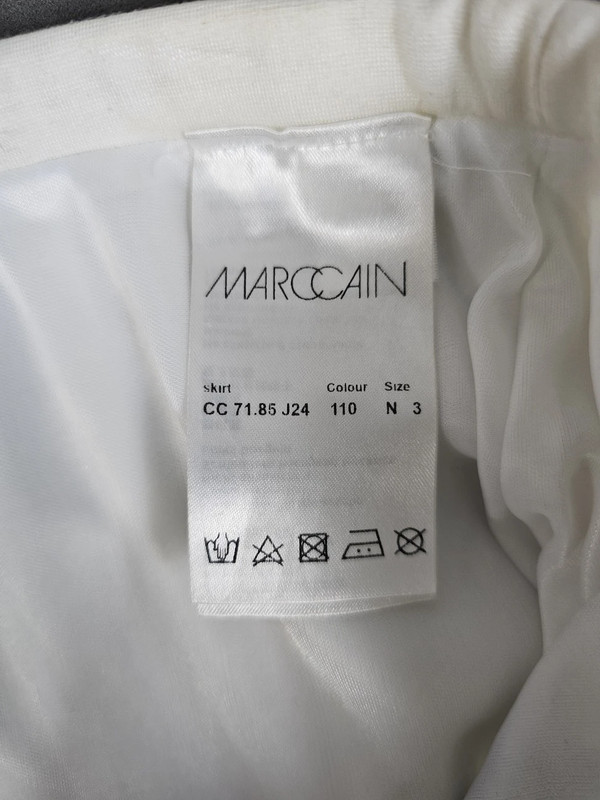 MARCCAIN
skirt Colour Size
CC 71.85 J24 110 N 3